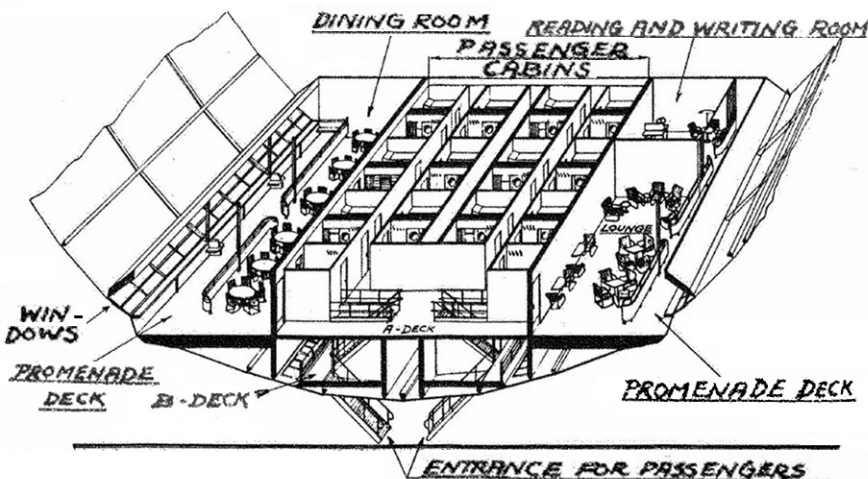 DINING ROOM
READING AND WRITING ROOM
PASSENGER
CABINS
LOUNGE
WIN-
DOWS
A-DECK
PROMENADE
DECK
B-DECK
PROMENADE DECK
ENTRANCE FOR PASSENGERS